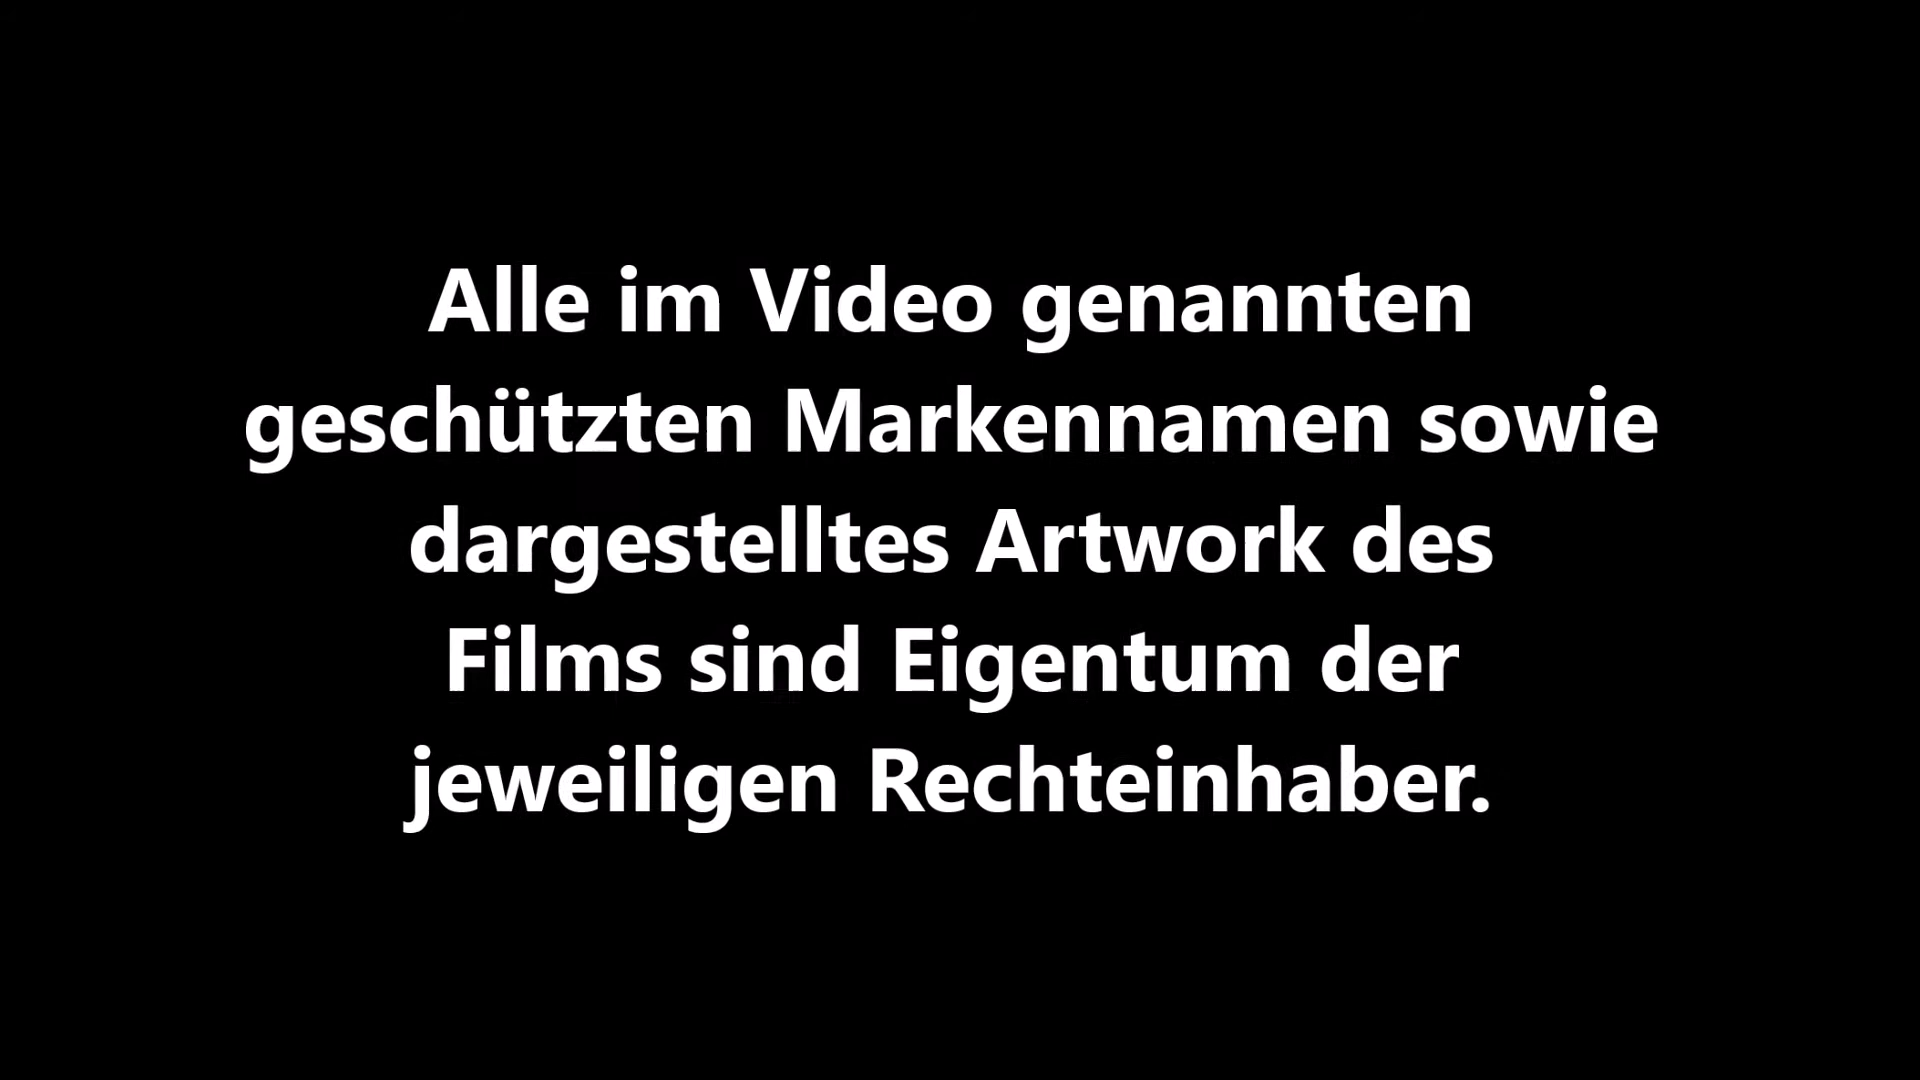 Alle im Video genannten
geschützten Markennamen sowie
dargestelltes Artwork des
Films sind Eigentum der
jeweiligen Rechteinhaber.